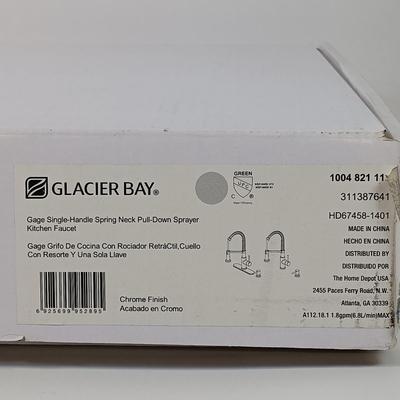 GLACIER BAY®
Gage Single-Handle Spring Neck Pull-Down Sprayer
Kitchen Faucet
Gage Grifo De Cocina Con Rociador RetráCtil,Cuello
Con Resorte Y Una Sola Llave
6 925699 952895
Chrome Finish
Acabado en Cromo
GREEN
C ®
1004 821 11
311387641
HD67458-1401
MADE IN CHINA
HECHO EN CHINA
DISTRIBUTED BY
DISTRIBUIDO POR
The Home Depot USA
2455 Paces Ferry Road, N.W.
Atlanta, GA 30339
A112.18.1 1.8gpm(6.8L/min)MAX